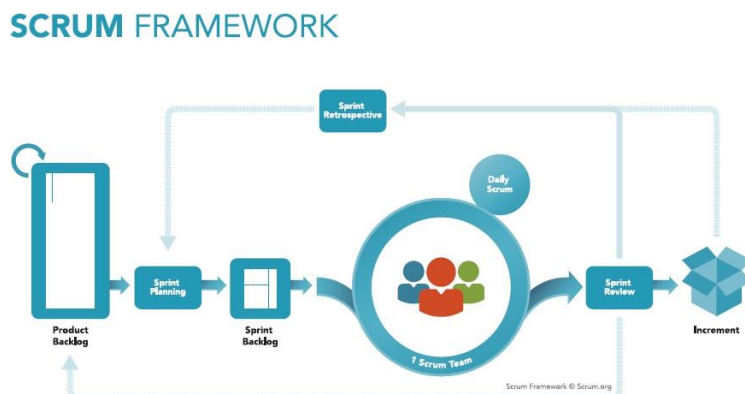 SCRUM FRAMEWORK
Sprint
Retrospective
Daily
Scrum
Sprint
Planning
Sprint
Review
Product
Backlog
Sprint
Backlog
1 Scrum Team
Increment
Scrum Framework © Scrum.org